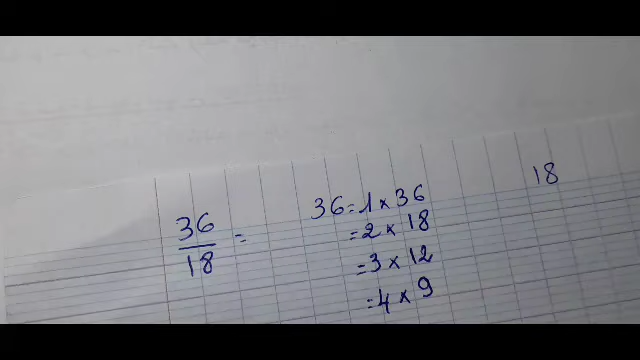 36/18 =
36 = 1 × 36
= 2 × 18
= 3 × 12
= 4 × 9
18